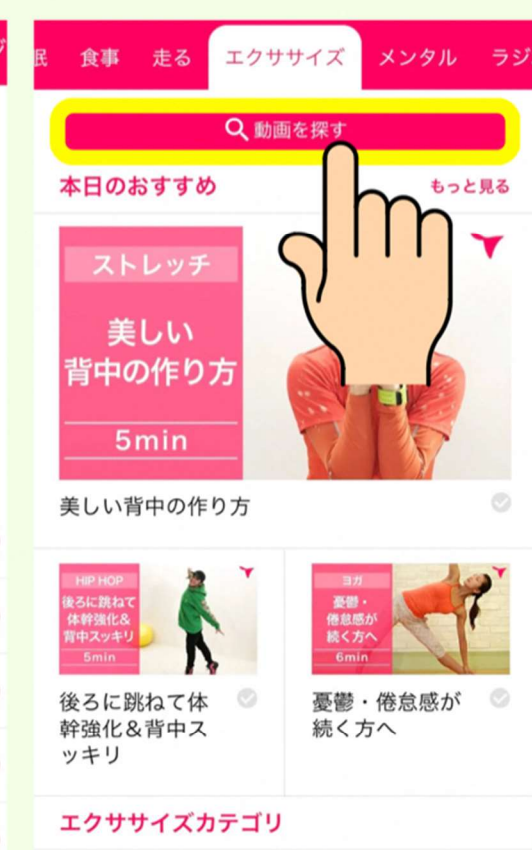 眠 食事 走る エクササイズ メンタル ラジ
動画を探す
本日のおすすめ
もっと見る
ストレッチ
美しい
背中の作り方
5min
美しい背中の作り方
HIP HOP
後ろに跳ねて
体幹強化&
背中スッキリ
5min
後ろに跳ねて体
幹強化&背中ス
ッキリ
ヨガ
憂鬱・
倦怠感が
続く方へ
6min
憂鬱・倦怠感が
続く方へ
エクササイズカテゴリ